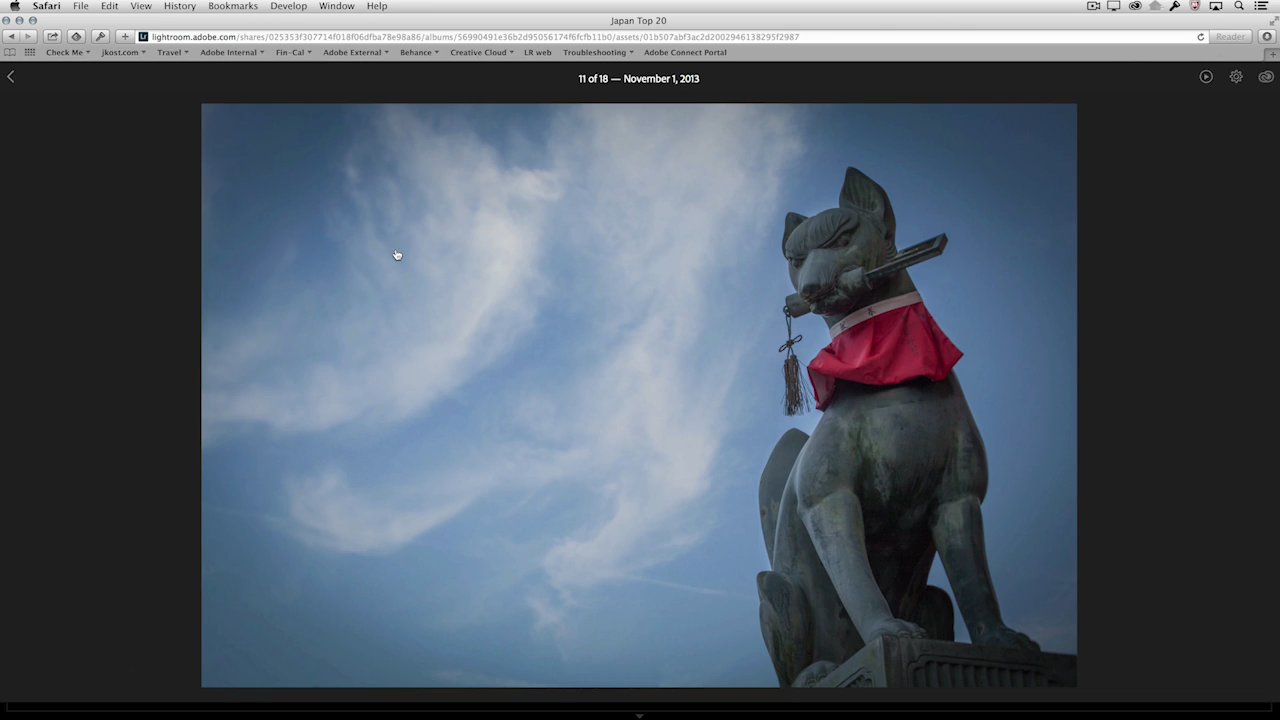 Safari File Edit View History Bookmarks Develop Window Help
Japan Top 20
Lr lightroom.adobe.com/shares/025353f307714f018f06dfba78e98a86/albums/56990491e36b2d95056174f6fcfb11b0/assets/01b507abf3ac2d2002946138295f2987 Reader
Check Me jkost.com Travel Adobe Internal Fin-Cal Adobe External Behance Creative Cloud LR web Troubleshooting Adobe Connect Portal
11 of 18 — November 1, 2013